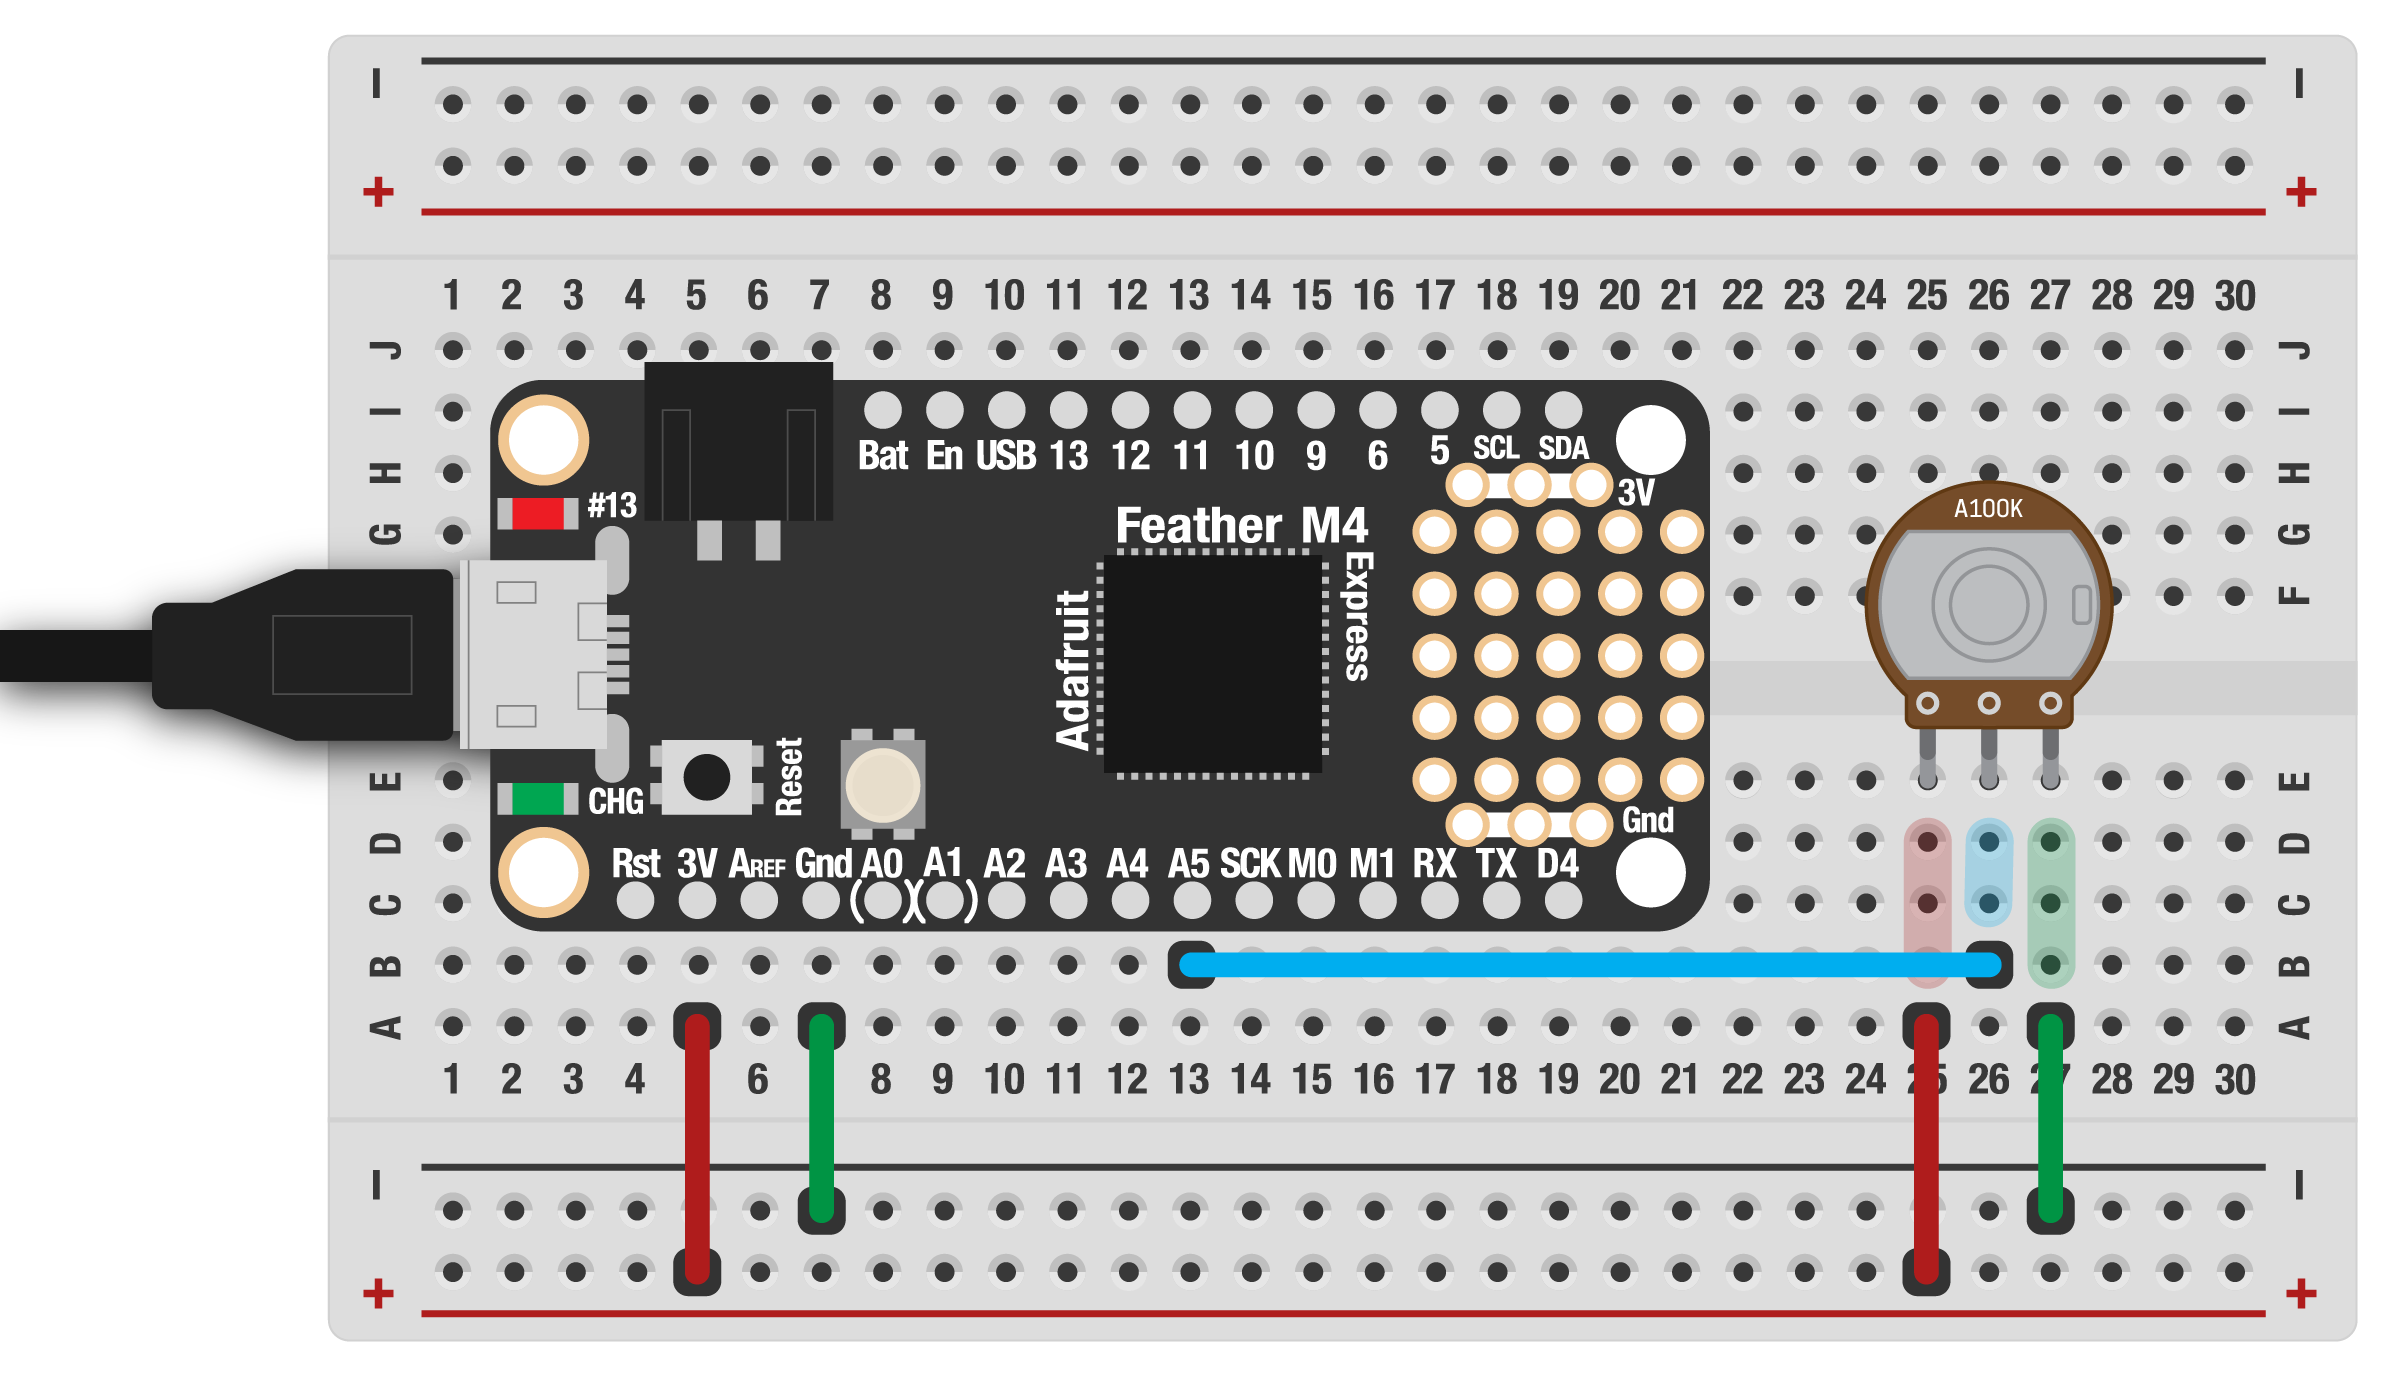 – –
+ +
1 2 3 4 5 6 7 8 9 10 11 12 13 14 15 16 17 18 19 20 21 22 23 24 25 26 27 28 29 30
J J
I I
Bat En USB 13 12 11 10 9 6 5 SCL SDA
H H
3V
#13
A100K
Feather M4
Express
G G
F F
Adafruit
Reset
E E
CHG
Gnd
D D
Rst 3V AREF Gnd A0 A1 A2 A3 A4 A5 SCK M0 M1 RX TX D4
( ) ( )
C C
B B
A A
1 2 3 4 6 8 9 10 11 12 13 14 15 16 17 18 19 20 21 22 23 24 25 26 27 28 29 30
– –
+ +